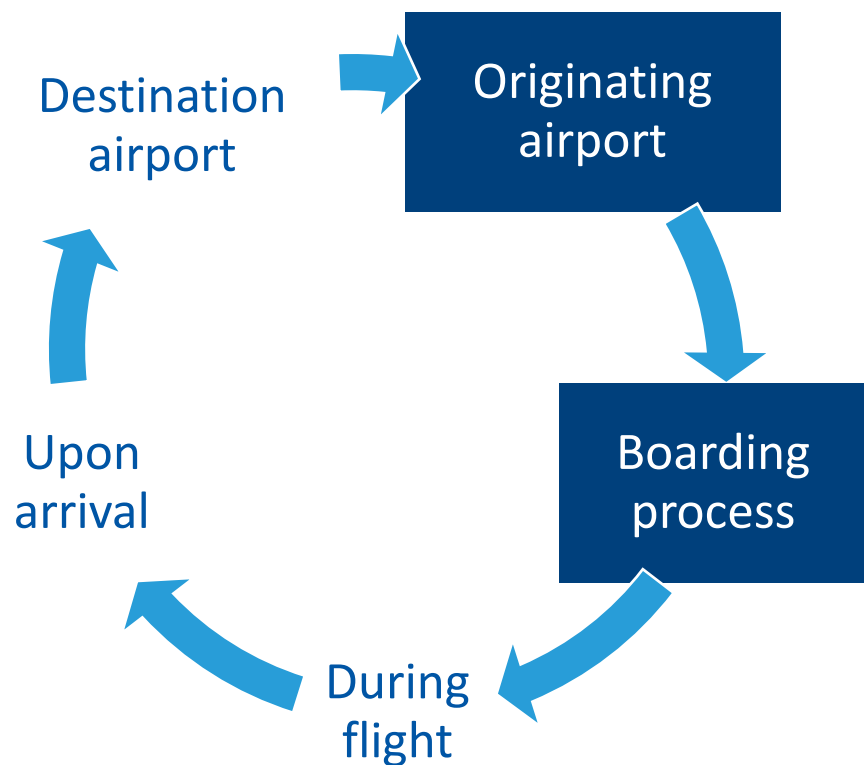 Destination
airport
Originating
airport
Boarding
process
During
flight
Upon
arrival